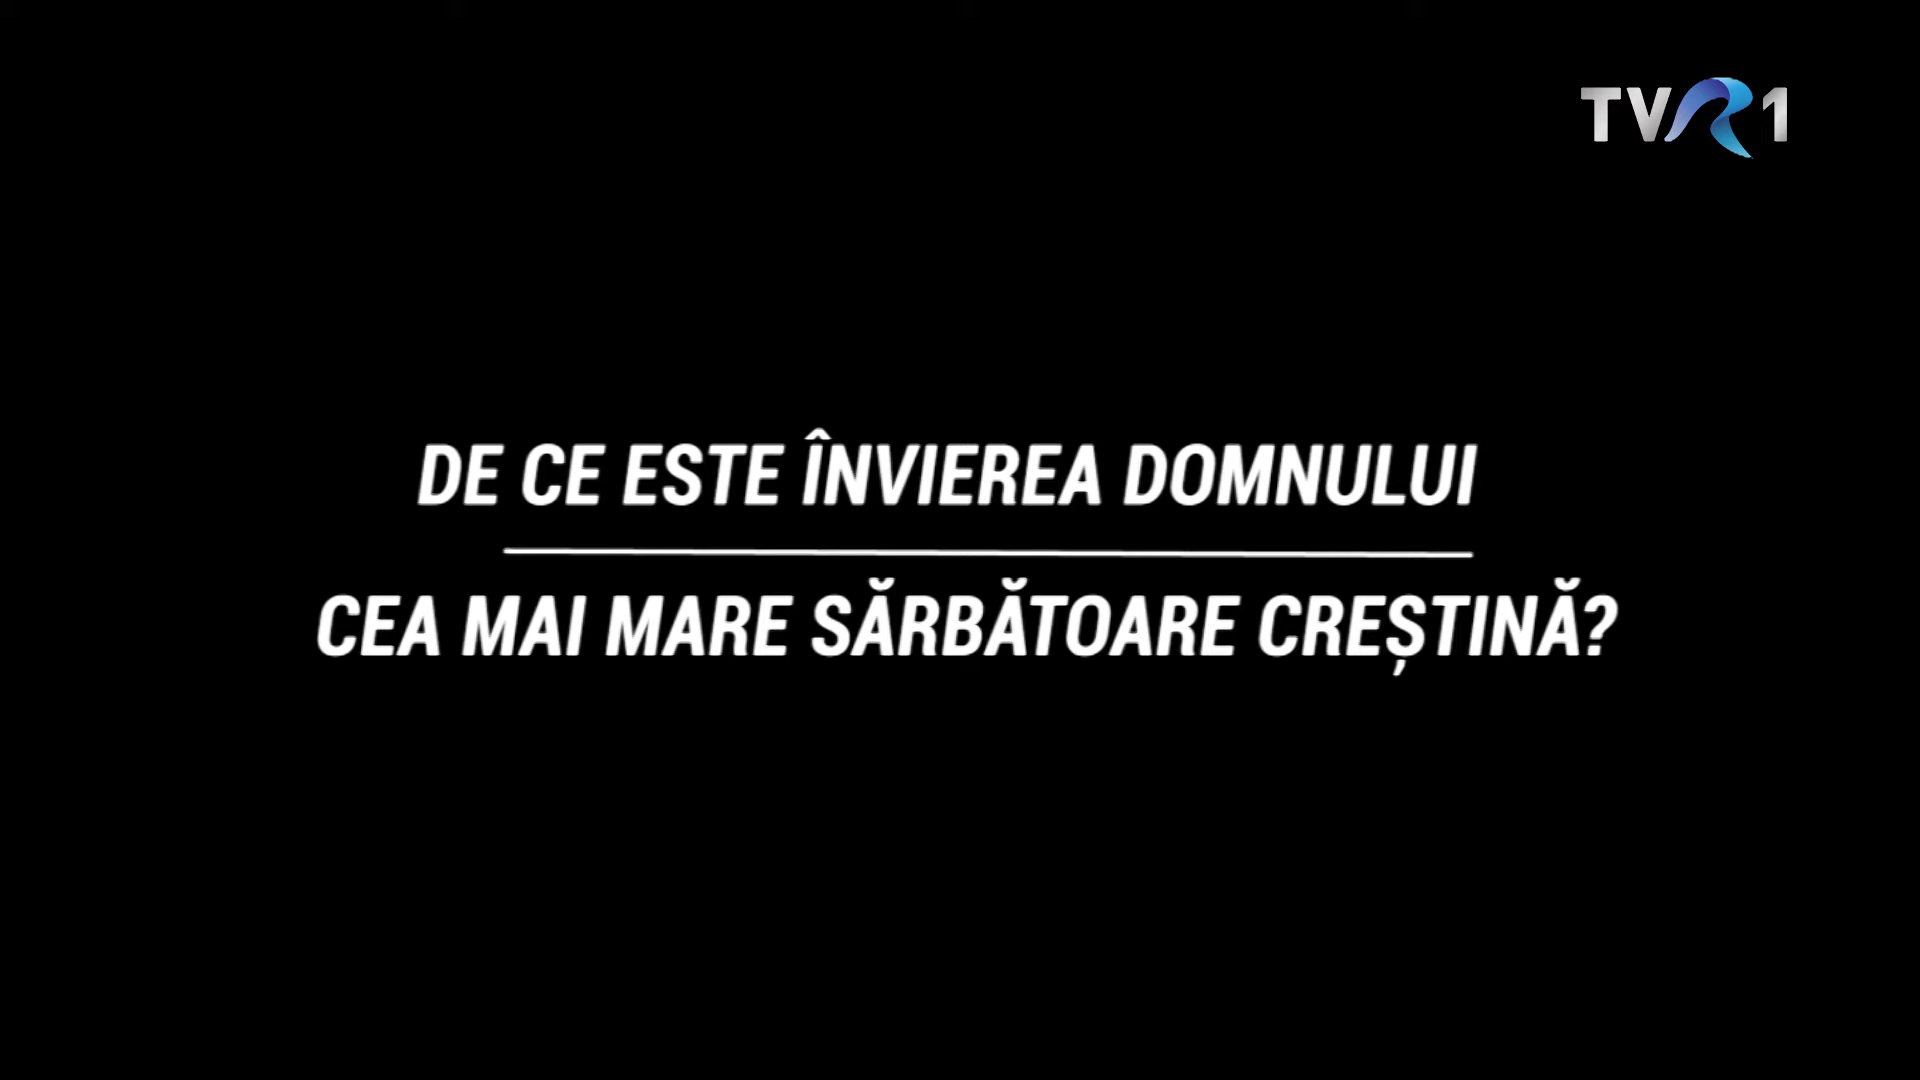 TVR1
DE CE ESTE ÎNVIEREA DOMNULUI
CEA MAI MARE SĂRBĂTOARE CREȘTINĂ?